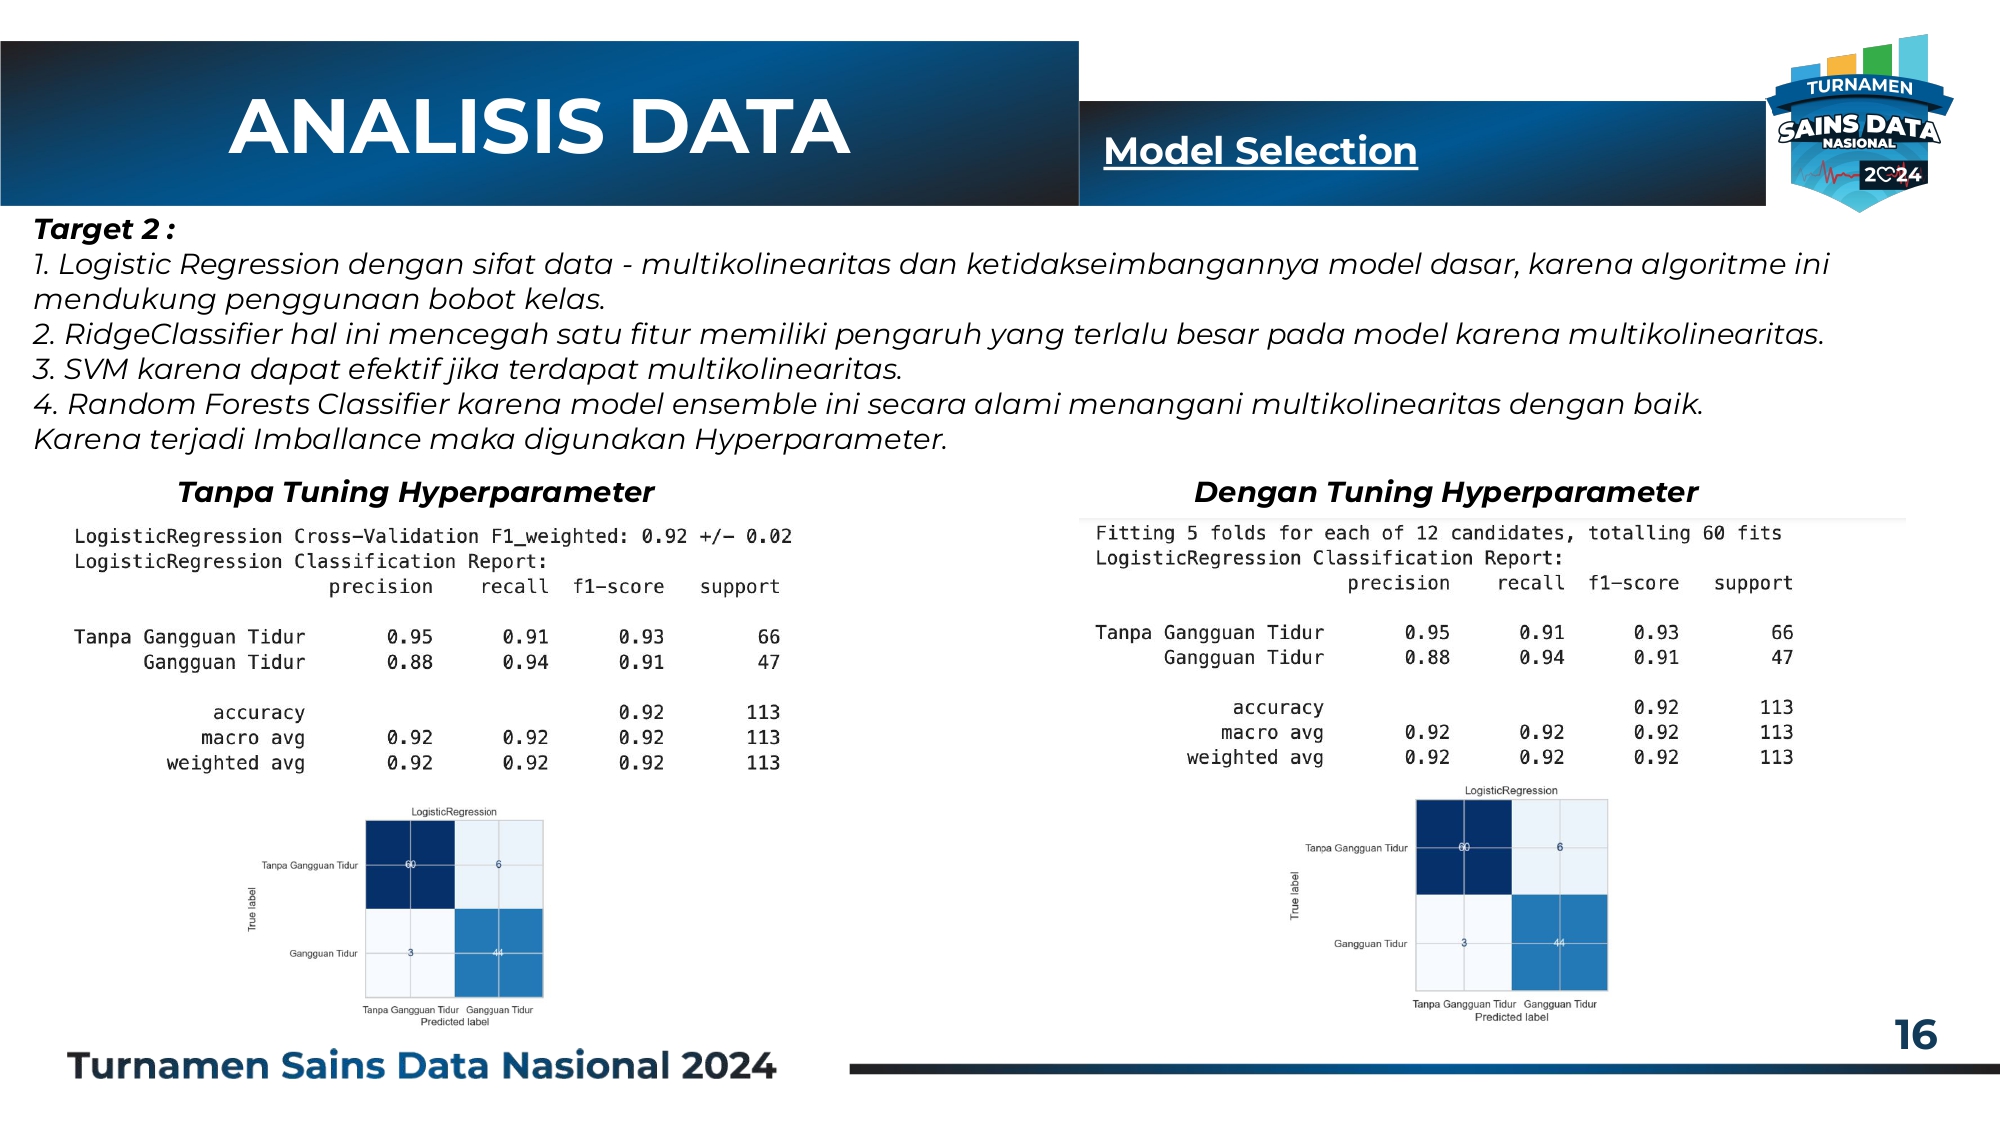 ANALISIS DATA
Model Selection
TURNAMEN
SAINS DATA
NASIONAL
2024
Target 2 :
1. Logistic Regression dengan sifat data - multikolinearitas dan ketidakseimbangannya model dasar, karena algoritme ini
mendukung penggunaan bobot kelas.
2. RidgeClassifier hal ini mencegah satu fitur memiliki pengaruh yang terlalu besar pada model karena multikolinearitas.
3. SVM karena dapat efektif jika terdapat multikolinearitas.
4. Random Forests Classifier karena model ensemble ini secara alami menangani multikolinearitas dengan baik.
Karena terjadi Imballance maka digunakan Hyperparameter.
Tanpa Tuning Hyperparameter
LogisticRegression Cross-Validation F1_weighted: 0.92 +/- 0.02
LogisticRegression Classification Report:
precision recall f1-score support
Tanpa Gangguan Tidur 0.95 0.91 0.93 66
Gangguan Tidur 0.88 0.94 0.91 47
accuracy 0.92 113
macro avg 0.92 0.92 0.92 113
weighted avg 0.92 0.92 0.92 113
LogisticRegression
Tanpa Gangguan Tidur 60 6
True label
Gangguan Tidur 3 44
Tanpa Gangguan Tidur Gangguan Tidur
Predicted label
Dengan Tuning Hyperparameter
Fitting 5 folds for each of 12 candidates, totalling 60 fits
LogisticRegression Classification Report:
precision recall f1-score support
Tanpa Gangguan Tidur 0.95 0.91 0.93 66
Gangguan Tidur 0.88 0.94 0.91 47
accuracy 0.92 113
macro avg 0.92 0.92 0.92 113
weighted avg 0.92 0.92 0.92 113
LogisticRegression
Tanpa Gangguan Tidur 60 6
True label
Gangguan Tidur 3 44
Tanpa Gangguan Tidur Gangguan Tidur
Predicted label
16
Turnamen Sains Data Nasional 2024